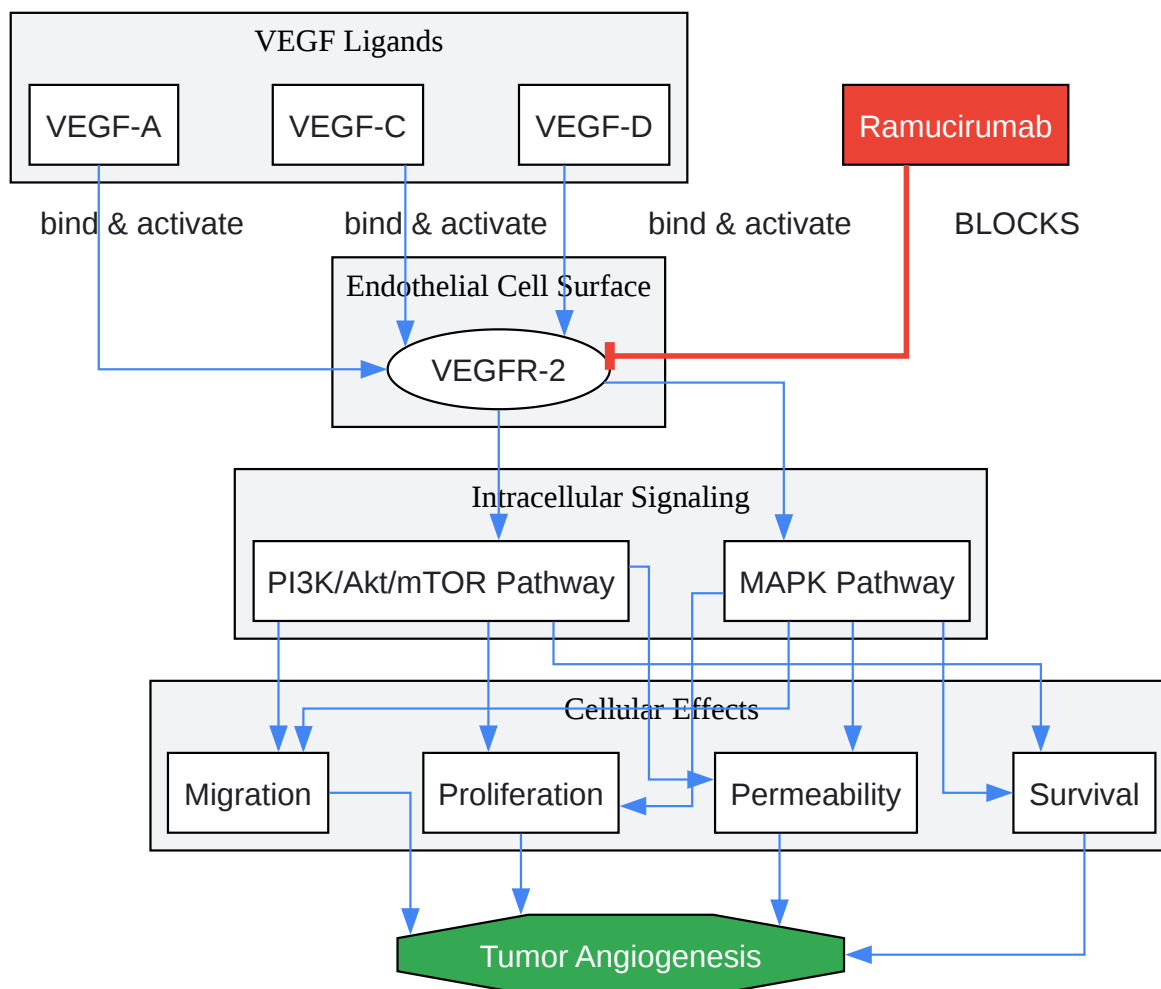 VEGF Ligands
VEGF-A
VEGF-C
VEGF-D
Ramucirumab
bind & activate
bind & activate
bind & activate
BLOCKS
Endothelial Cell Surface
VEGFR-2
Intracellular Signaling
PI3K/Akt/mTOR Pathway
MAPK Pathway
Cellular Effects
Migration
Proliferation
Permeability
Survival
Tumor Angiogenesis